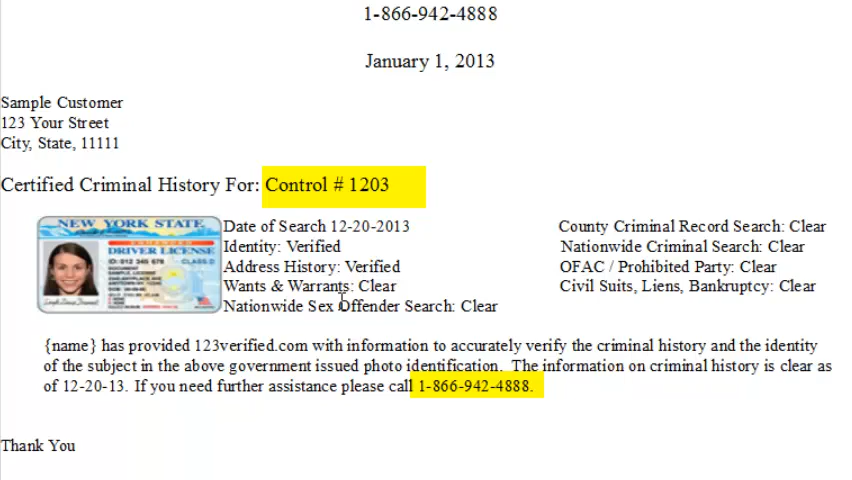 1-866-942-4888
January 1, 2013
Sample Customer
123 Your Street
City, State, 11111
Certified Criminal History For: Control # 1203
NEW YORK STATE
DRIVER LICENSE
ID: 012 345 678 CLASS D
Date of Search 12-20-2013
Identity: Verified
Address History: Verified
Wants & Warrants: Clear
Nationwide Sex Offender Search: Clear
County Criminal Record Search: Clear
Nationwide Criminal Search: Clear
OFAC / Prohibited Party: Clear
Civil Suits, Liens, Bankruptcy: Clear
{name} has provided 123verified.com with information to accurately verify the criminal history and the identity
of the subject in the above government issued photo identification. The information on criminal history is clear as
of 12-20-13. If you need further assistance please call 1-866-942-4888.
Thank You